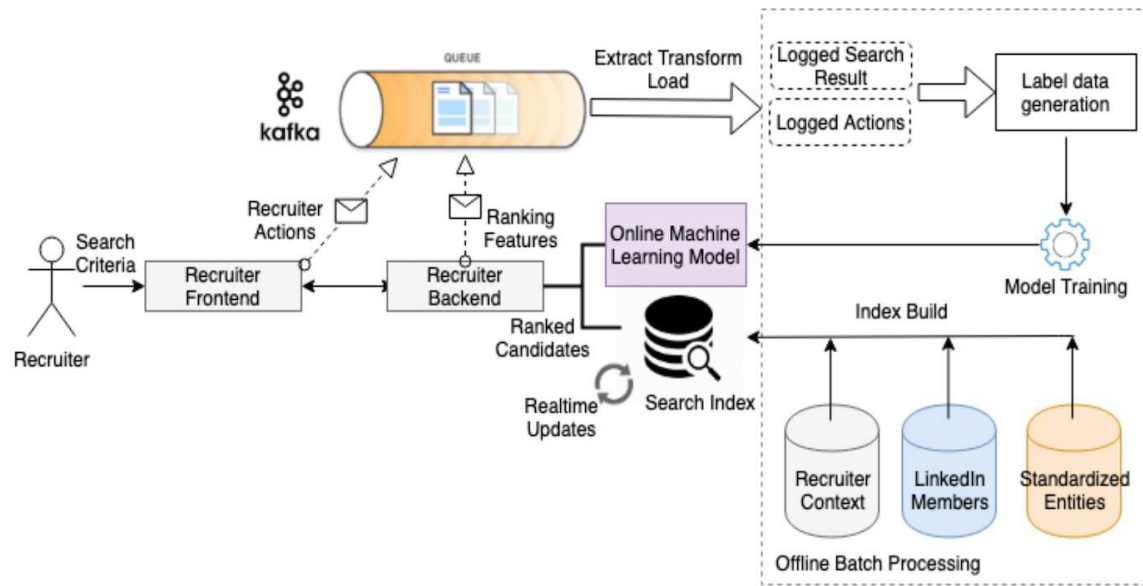 QUEUE
kafka
Extract Transform
Load
Logged Search
Result
Logged Actions
Label data
generation
Recruiter
Actions
Ranking
Features
Search
Criteria
Recruiter
Frontend
Recruiter
Backend
Online Machine
Learning Model
Model Training
Recruiter
Ranked
Candidates
Index Build
Realtime
Updates
Search Index
Recruiter
Context
LinkedIn
Members
Standardized
Entities
Offline Batch Processing